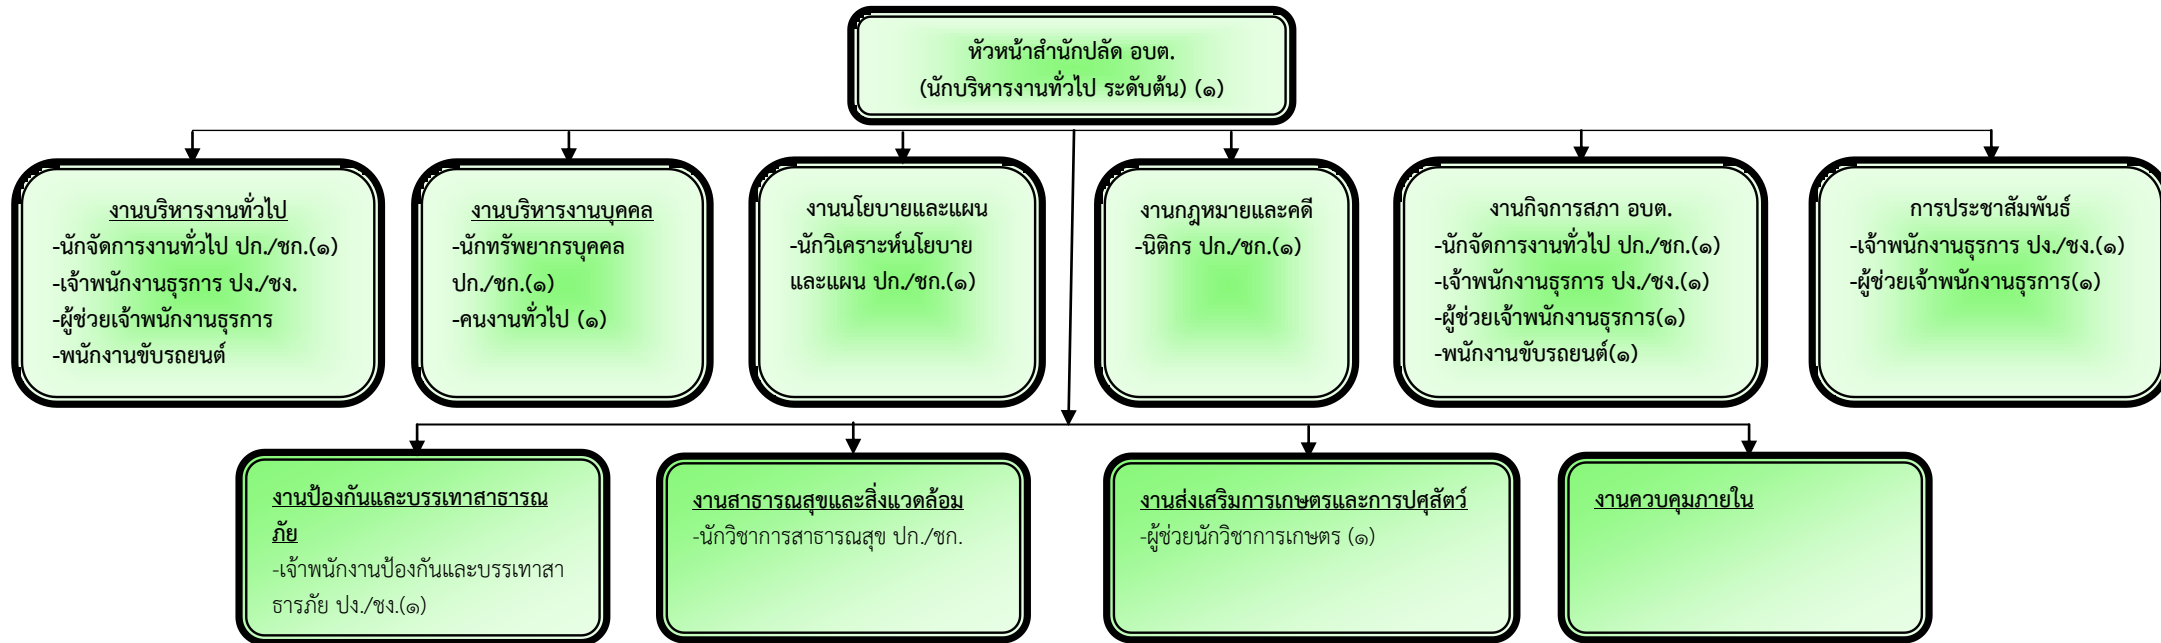 หัวหน้าสำนักปลัด อบต.
(นักบริหารงานทั่วไป ระดับต้น) (๑)
งานบริหารงานทั่วไป
-นักจัดการงานทั่วไป ปก./ชก.(๑)
-เจ้าพนักงานธุรการ ปง./ชง.
-ผู้ช่วยเจ้าพนักงานธุรการ
-พนักงานขับรถยนต์
งานบริหารงานบุคคล
-นักทรัพยากรบุคคล
ปก./ชก.(๑)
-คนงานทั่วไป (๑)
งานนโยบายและแผน
-นักวิเคราะห์นโยบาย
และแผน ปก./ชก.(๑)
งานกฎหมายและคดี
-นิติกร ปก./ชก.(๑)
งานกิจการสภา อบต.
-นักจัดการงานทั่วไป ปก./ชก.(๑)
-เจ้าพนักงานธุรการ ปง./ชง.(๑)
-ผู้ช่วยเจ้าพนักงานธุรการ(๑)
-พนักงานขับรถยนต์(๑)
การประชาสัมพันธ์
-เจ้าพนักงานธุรการ ปง./ชง.(๑)
-ผู้ช่วยเจ้าพนักงานธุรการ(๑)
งานป้องกันและบรรเทาสาธารณ
ภัย
-เจ้าพนักงานป้องกันและบรรเทาสา
ธารภัย ปง./ชง.(๑)
งานสาธารณสุขและสิ่งแวดล้อม
-นักวิชาการสาธารณสุข ปก./ชก.
งานส่งเสริมการเกษตรและการปศุสัตว์
-ผู้ช่วยนักวิชาการเกษตร (๑)
งานควบคุมภายใน